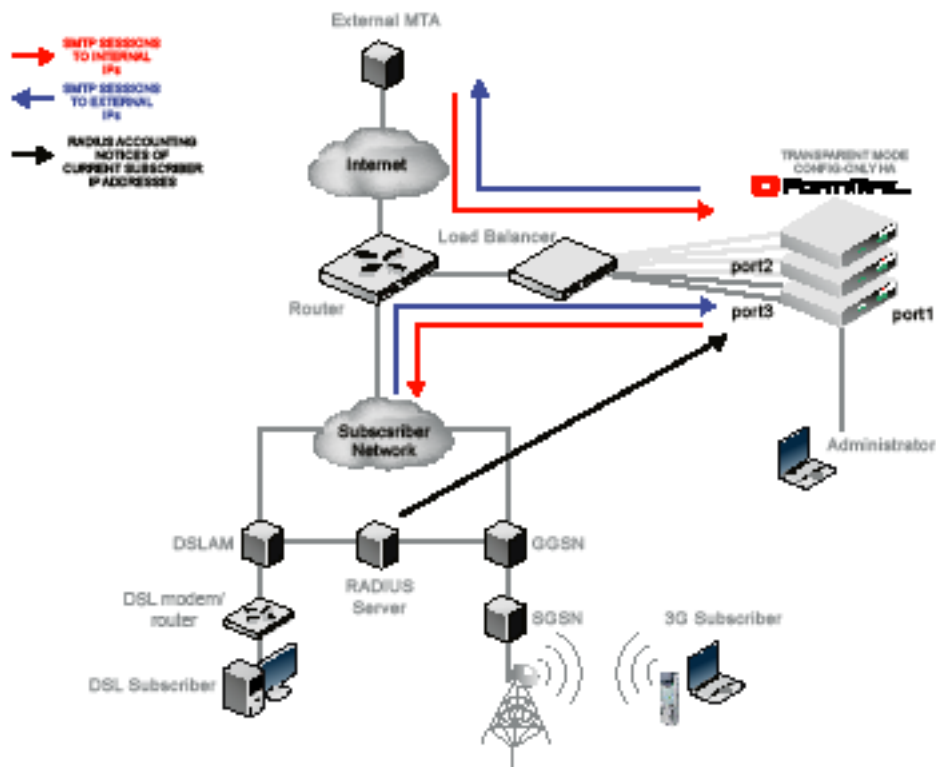 External MTA
SMTP SESSIONS
TO INTERNAL
IPs
SMTP SESSIONS
TO EXTERNAL
IPs
RADIUS ACCOUNTING
NOTICES OF
CURRENT SUBSCRIBER
IP ADDRESSES
Internet
TRANSPARENT MODE
CONFIG-ONLY HA
FORTIMAIL
Load Balancer
Router
port2
port3
port1
Subscsriber
Network
Administrator
DSLAM
RADIUS
Server
GGSN
DSL modem/
router
SGSN
3G Subscriber
DSL Subscriber